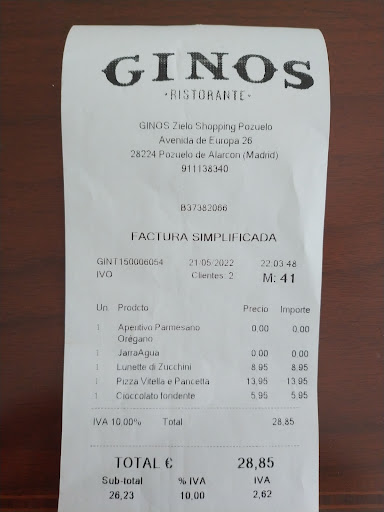 GINOS
·RISTORANTE·
GINOS Zielo Shopping Pozuelo
Avenida de Europa 26
28224 Pozuelo de Alarcón (Madrid)
911138340
B37382066
FACTURA SIMPLIFICADA
GINT150006054 21/05/2022 22:03:48
IVO Clientes: 2 M: 41
Un. Prodcto Precio Importe
1 Aperitivo Parmesano Orégano 0,00 0,00
1 JarraAgua 0,00 0,00
1 Lunette di Zucchini 8,95 8,95
1 Pizza Vitella e Pancetta 13,95 13,95
1 Cioccolato fondente 5,95 5,95
IVA 10,00% Total 28,85
TOTAL € 28,85
Sub-total % IVA IVA
26,23 10,00 2,62